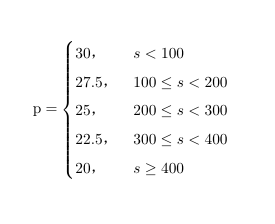 30， s < 100
27.5， 100 ≤ s < 200
p = 25， 200 ≤ s < 300
22.5， 300 ≤ s < 400
20， s ≥ 400